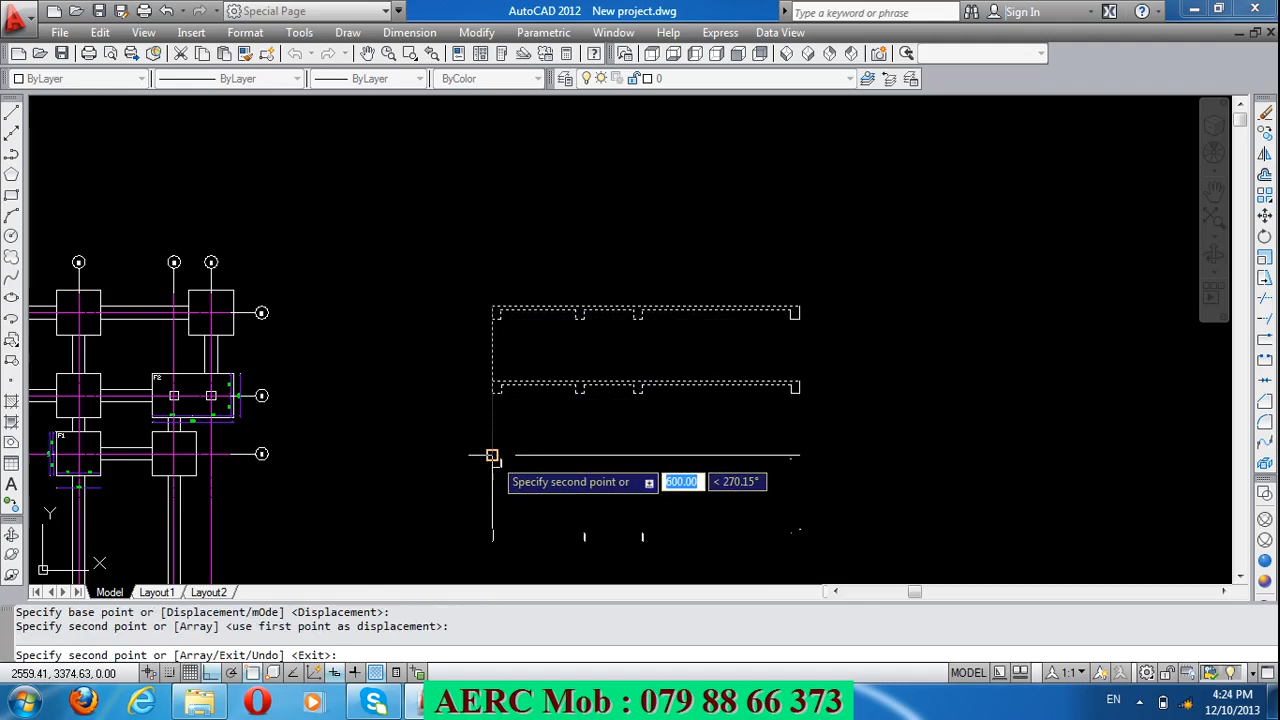 Special Page
AutoCAD 2012 New project.dwg
Type a keyword or phrase
Sign In
File Edit View Insert Format Tools Draw Dimension Modify Parametric Window Help Express Data View
ByLayer
ByLayer
ByLayer
ByColor
0
F2
F1
Specify second point or
600.00
< 270.15°
Y
X
Model Layout1 Layout2
Specify base point or [Displacement/mOde] <Displacement>:
Specify second point or [Array] <use first point as displacement>:
Specify second point or [Array/Exit/Undo] <Exit>:
2559.41, 3374.63, 0.00
MODEL
1:1
AERC Mob : 079 88 66 373
EN
4:24 PM
12/10/2013